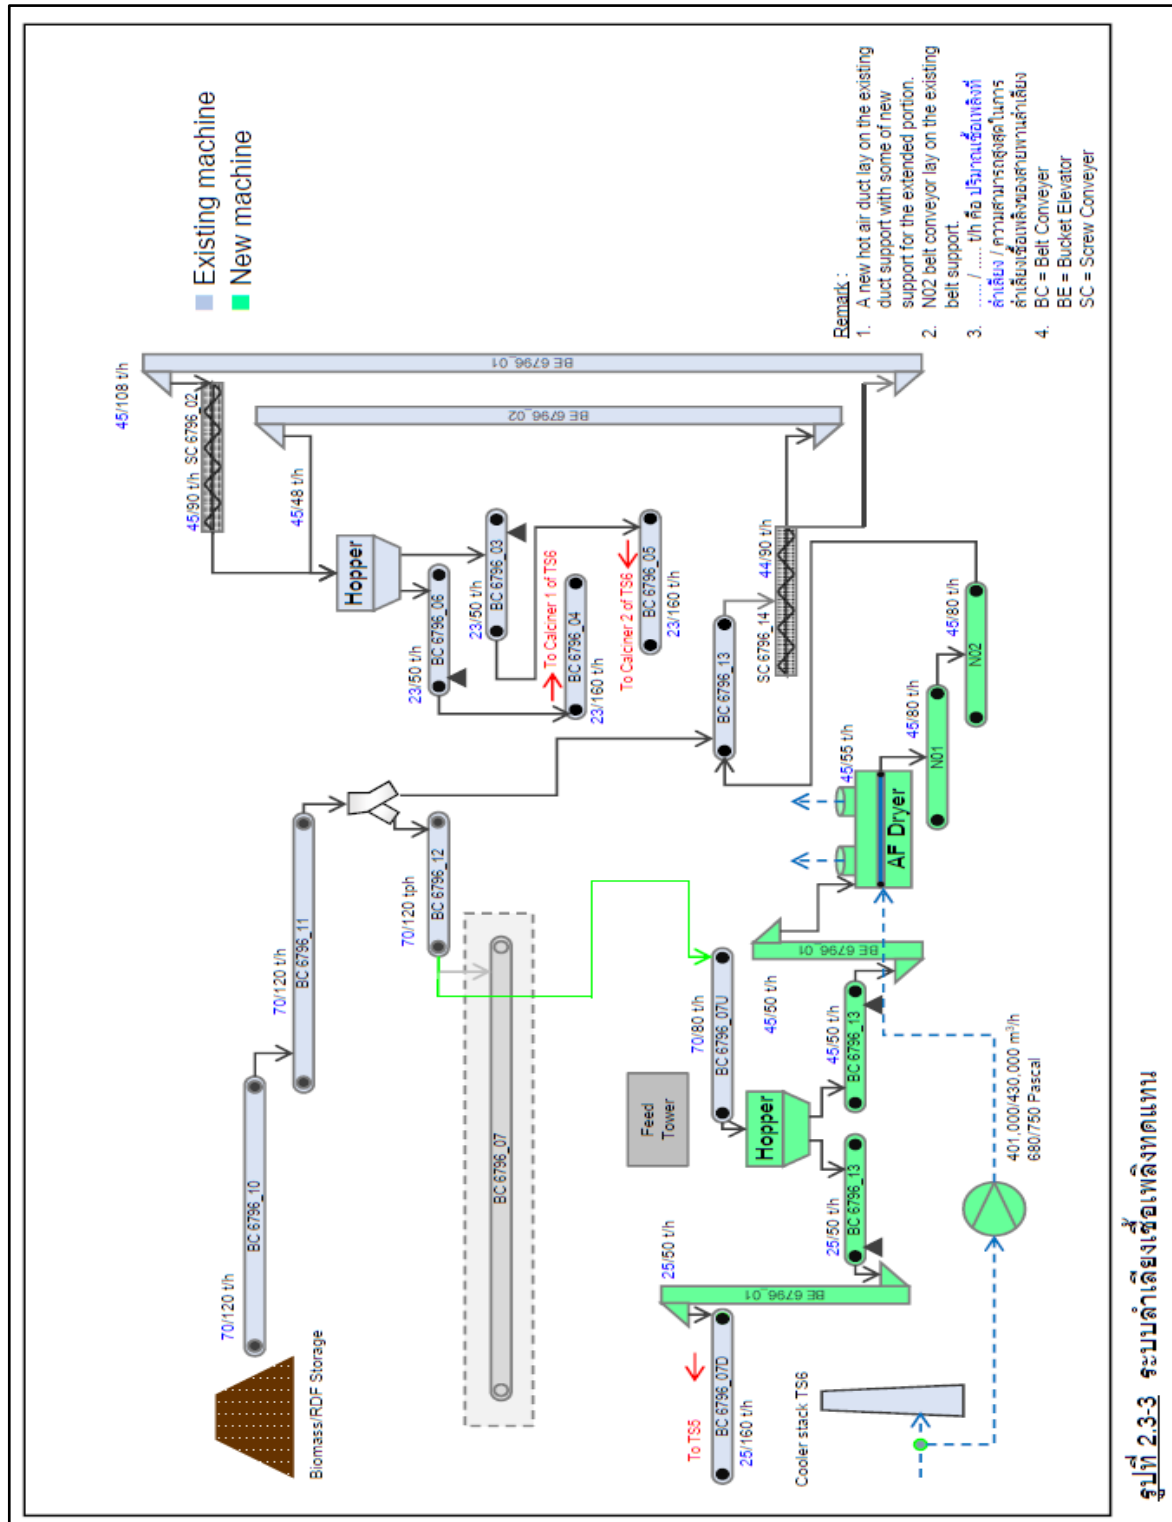 Existing machine
New machine
45/108 t/h
45/90 t/h SC 6796_02
BE 6796_01
BE 6796_02
45/48 t/h
Hopper
BC 6796_03
23/50 t/h
BC 6796_06
23/50 t/h
To Calciner 1 of TS6
BC 6796_04
23/160 t/h
To Calciner 2 of TS6
BC 6796_05
23/160 t/h
70/120 t/h
BC 6796_10
70/120 t/h
BC 6796_11
70/120 tph
BC 6796_12
BC 6796_07
Biomass/RDF Storage
BC 6796_13
SC 6796_14
44/90 t/h
45/80 t/h
N02
45/80 t/h
N01
45/55 t/h
AF Dryer
BE 6796_01
45/50 t/h
70/80 t/h
BC 6796_07U
Feed
Tower
Hopper
45/50 t/h
BC 6796_13
25/50 t/h
BC 6796_13
25/50 t/h
BE 6796_01
To TS5
BC 6796_07D
25/160 t/h
Cooler stack TS6
401,000/430,000 m³/h
680/750 Pascal
Remark :
1. A new hot air duct lay on the existing
duct support with some of new
support for the extended portion.
2. N02 belt conveyor lay on the existing
belt support.
3. ..... / ..... t/h คือ ปริมาณเชื้อเพลิงที่
ลำเลียง / ความสามารถสูงสุดในการ
ลำเลียงเชื้อเพลิงของสายพานลำเลียง
4. BC = Belt Conveyer
BE = Bucket Elevator
SC = Screw Conveyer
รูปที่ 2.3-3 ระบบลำเลียงเชื้อเพลิงทดแทน